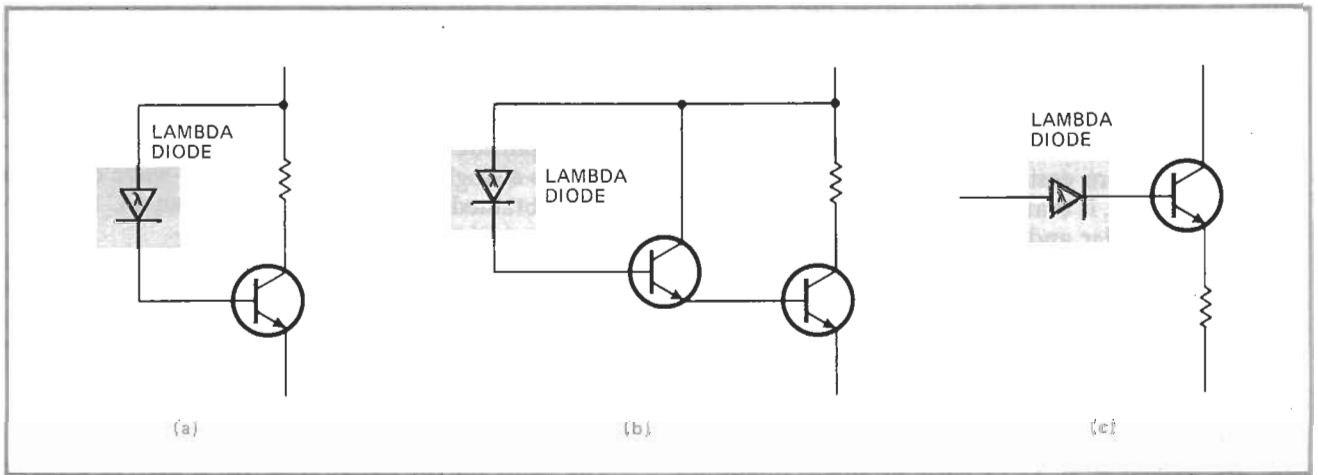 LAMBDA
DIODE
λ
LAMBDA
DIODE
λ
LAMBDA
DIODE
λ
(a)
(b)
(c)